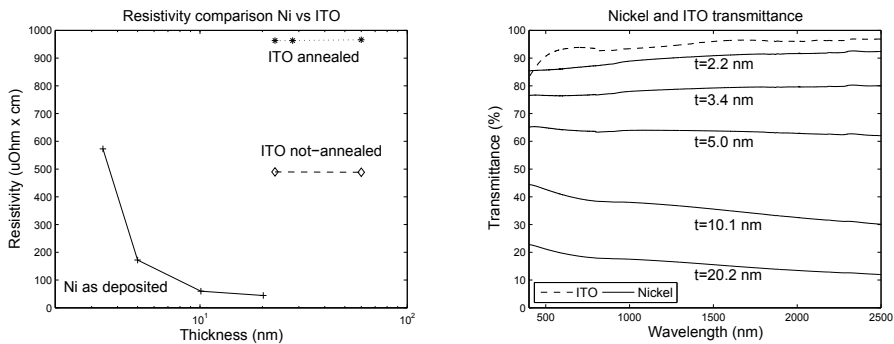 Resistivity comparison Ni vs ITO
1000
900
800
700
600
500
400
300
200
100
0
Resistivity (uOhm x cm)
ITO annealed
ITO not-annealed
Ni as deposited
10^1
10^2
Thickness (nm)
Nickel and ITO transmittance
100
90
80
70
60
50
40
30
20
10
0
Transmittance (%)
t=2.2 nm
t=3.4 nm
t=5.0 nm
t=10.1 nm
t=20.2 nm
ITO
Nickel
500
1000
1500
2000
2500
Wavelength (nm)